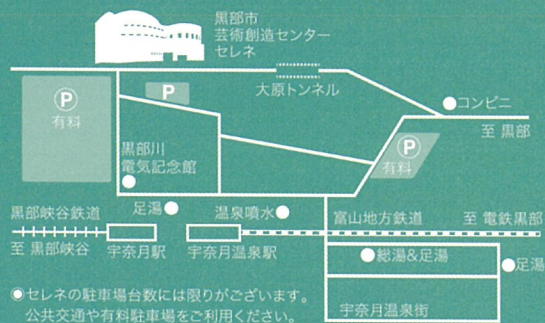 黒部市
芸術創造センター
セレネ
P
有料
P
大原トンネル
コンビニ
至 黒部
P
有料
黒部川
電気記念館
足湯
温泉噴水
黒部峡谷鉄道
富山地方鉄道
至 電鉄黒部
至 黒部峡谷
宇奈月駅
宇奈月温泉駅
総湯&足湯
足湯
宇奈月温泉街
◉セレネの駐車場台数には限りがございます。
公共交通や有料駐車場をご利用ください。